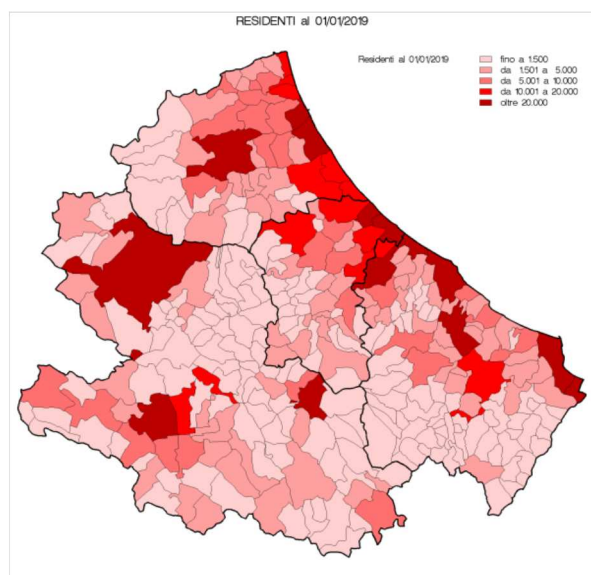 RESIDENTI al 01/01/2019
Residenti al 01/01/2019
fino a 1.500
da 1.501 a 5.000
da 5.001 a 10.000
da 10.001 a 20.000
oltre 20.000